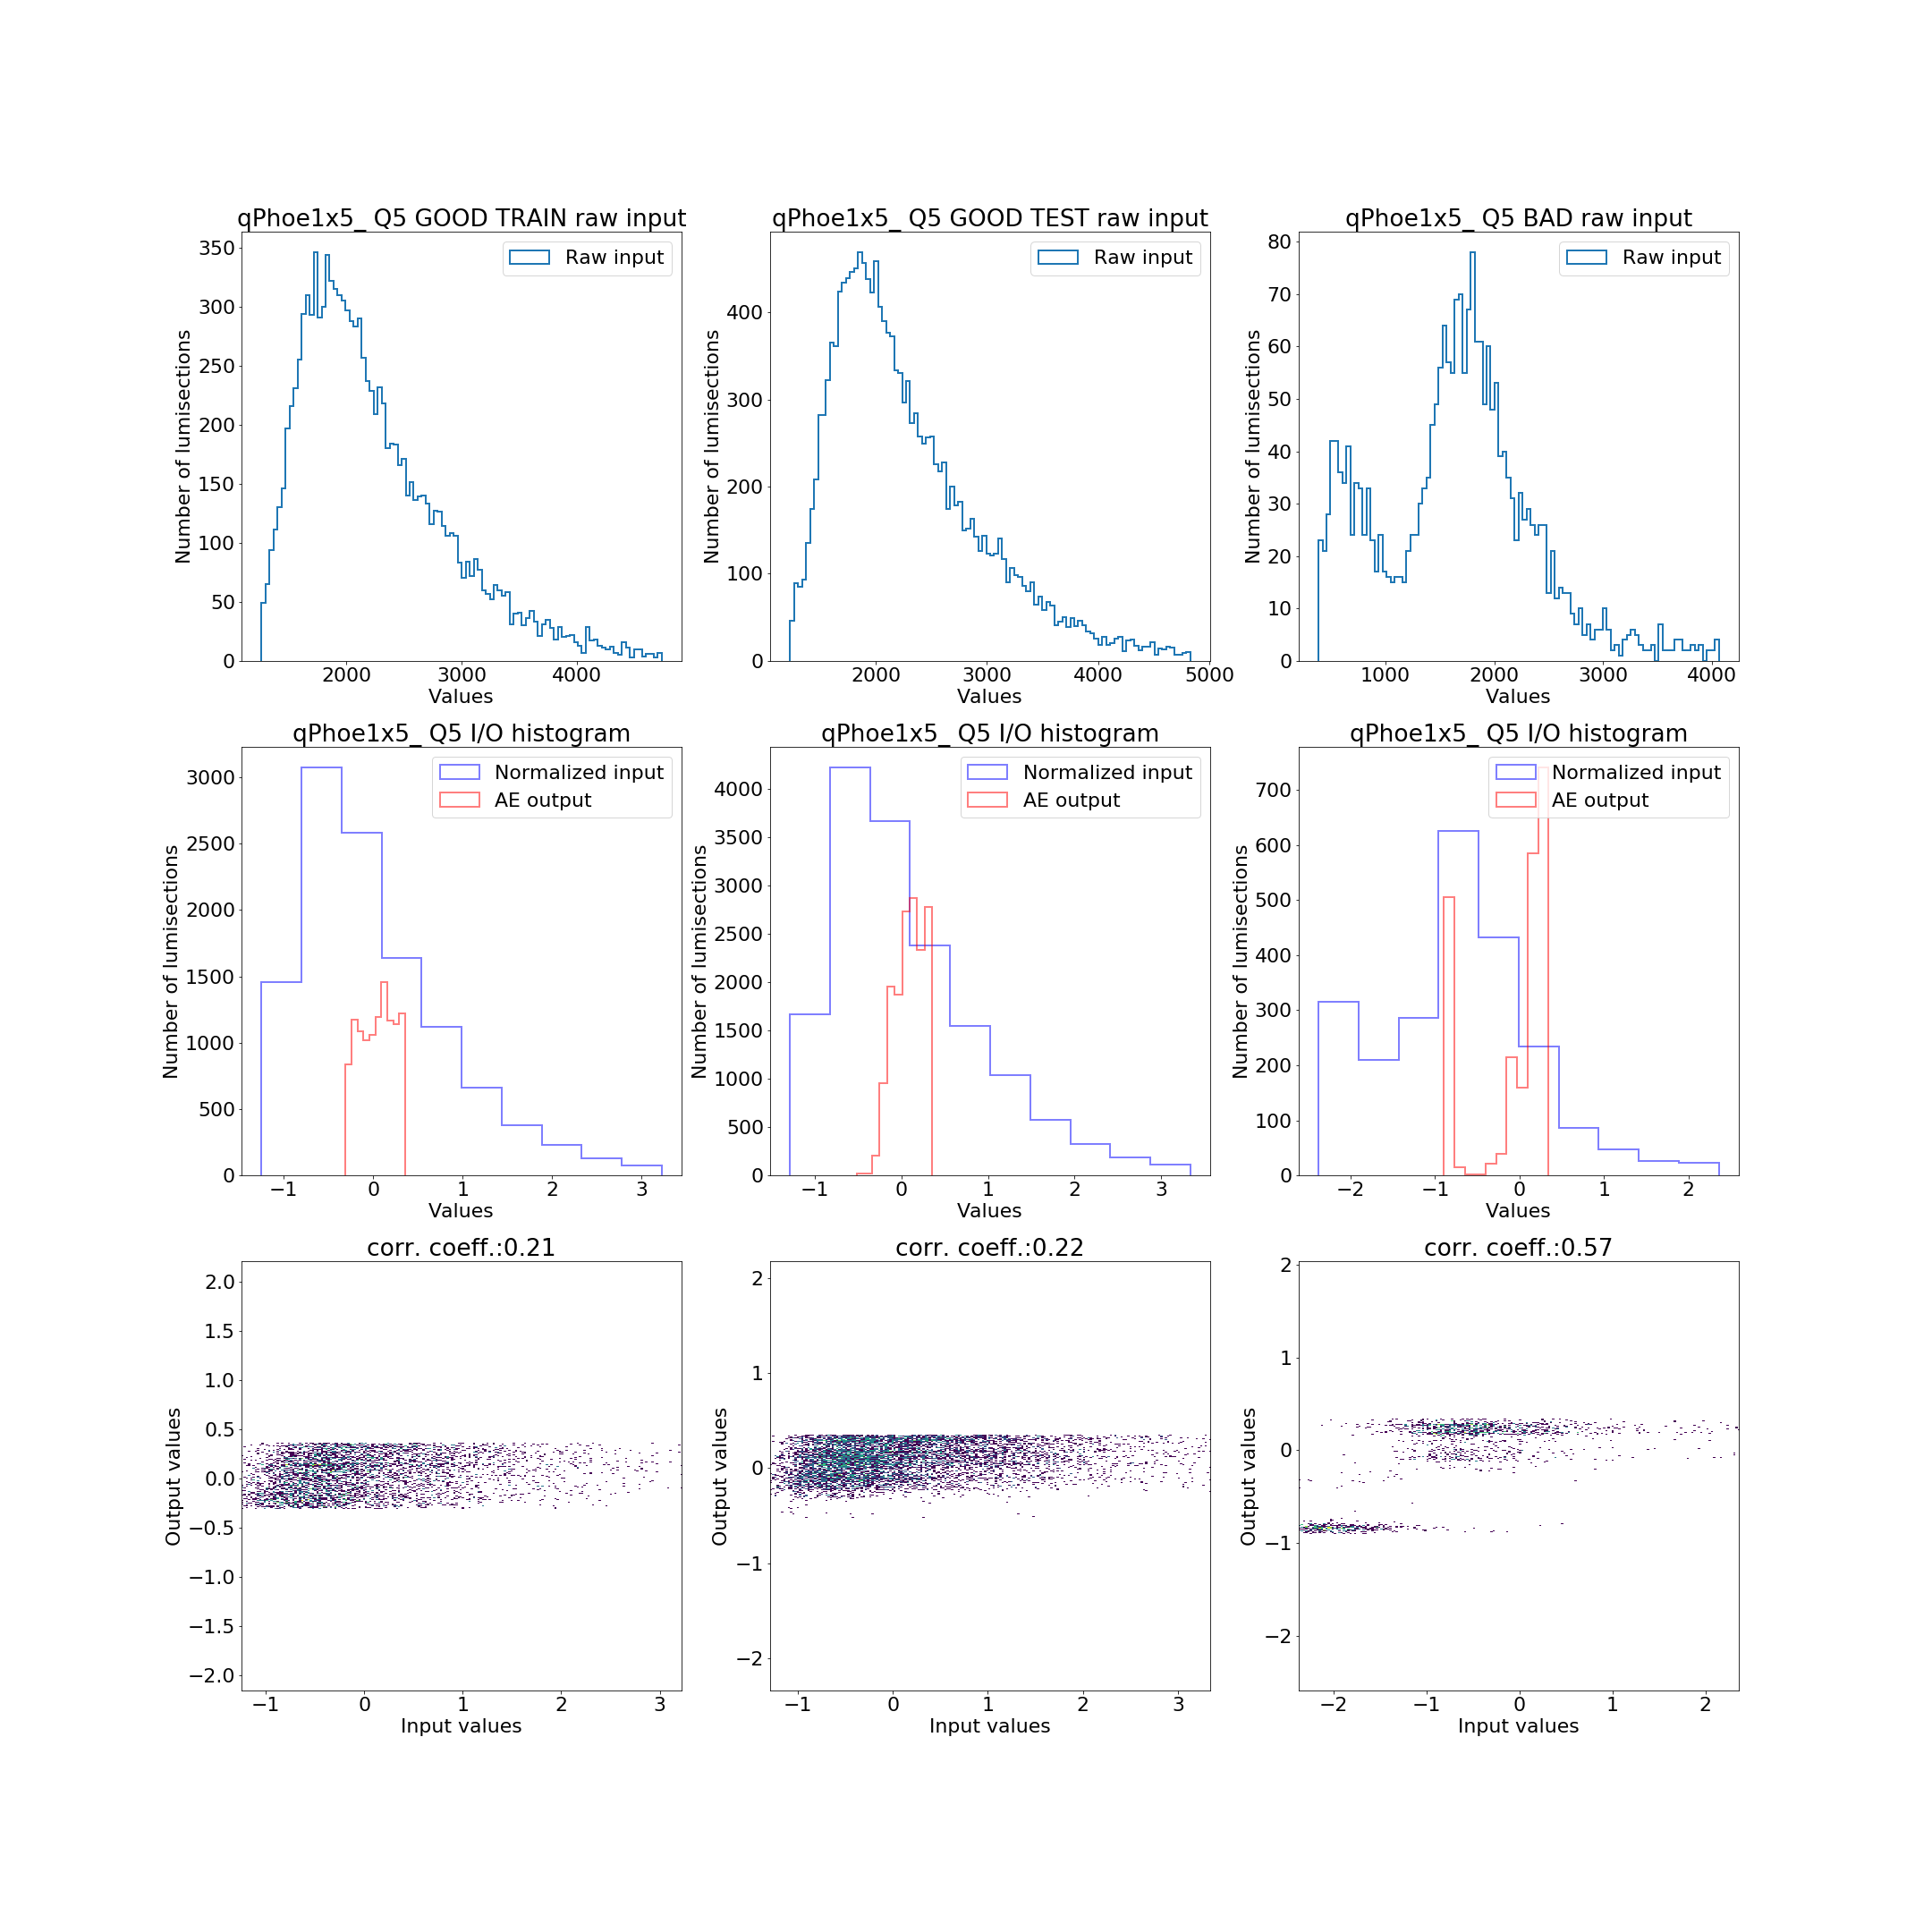 qPhoe1x5_ Q5 GOOD TRAIN raw input
qPhoe1x5_ Q5 GOOD TEST raw input
qPhoe1x5_ Q5 BAD raw input
Raw input
Raw input
Raw input
Number of lumisections
350
300
250
200
150
100
50
0
2000
3000
4000
Values
Number of lumisections
400
300
200
100
0
2000
3000
4000
5000
Values
Number of lumisections
80
70
60
50
40
30
20
10
0
1000
2000
3000
4000
Values
qPhoe1x5_ Q5 I/O histogram
qPhoe1x5_ Q5 I/O histogram
qPhoe1x5_ Q5 I/O histogram
Normalized input
AE output
Normalized input
AE output
Normalized input
AE output
Number of lumisections
3000
2500
2000
1500
1000
500
0
−1
0
1
2
3
Values
Number of lumisections
4000
3500
3000
2500
2000
1500
1000
500
0
−1
0
1
2
3
Values
Number of lumisections
700
600
500
400
300
200
100
0
−2
−1
0
1
2
Values
corr. coeff.:0.21
corr. coeff.:0.22
corr. coeff.:0.57
Output values
2.0
1.5
1.0
0.5
0.0
−0.5
−1.0
−1.5
−2.0
−1
0
1
2
3
Input values
Output values
2
1
0
−1
−2
−1
0
1
2
3
Input values
Output values
2
1
0
−1
−2
−2
−1
0
1
2
Input values